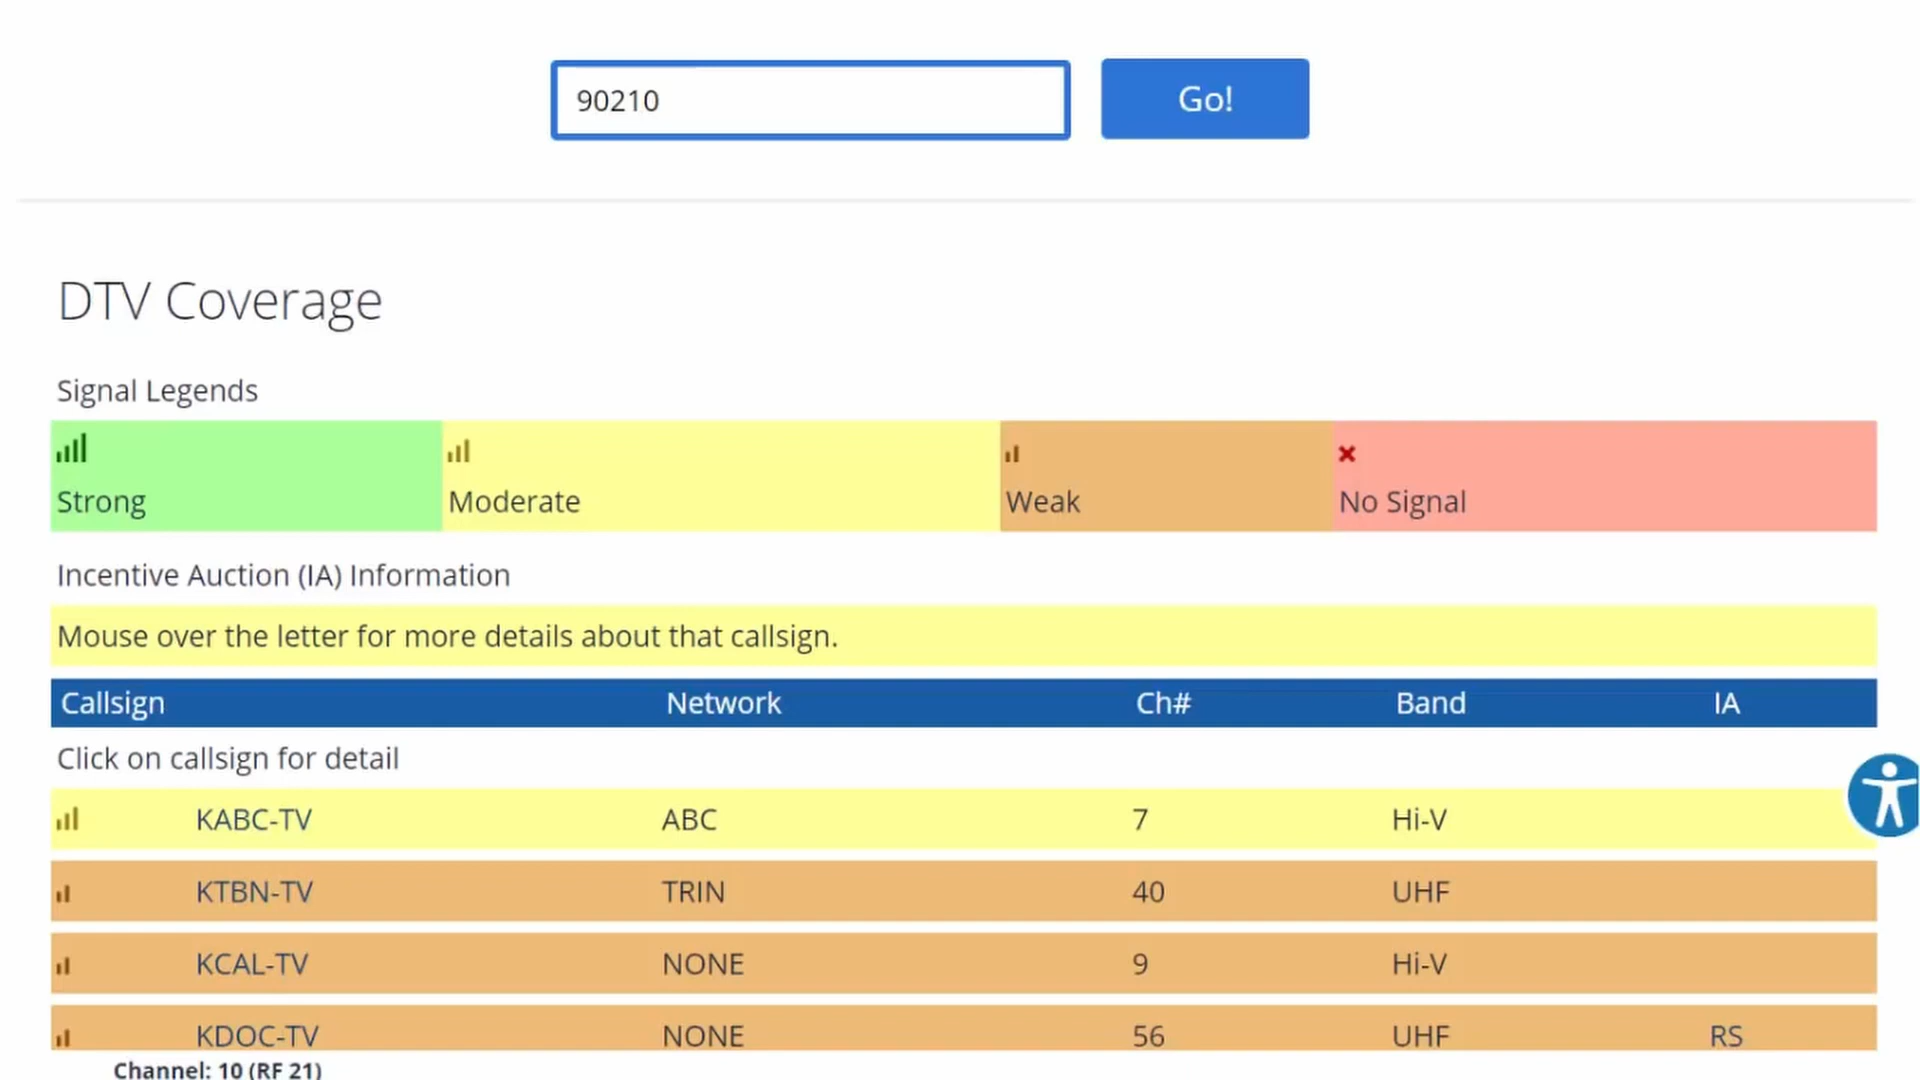 90210 Go!
DTV Coverage
Signal Legends
Strong Moderate Weak No Signal
Incentive Auction (IA) Information
Mouse over the letter for more details about that callsign.
Callsign Network Ch# Band IA
Click on callsign for detail
KABC-TV ABC 7 Hi-V
KTBN-TV TRIN 40 UHF
KCAL-TV NONE 9 Hi-V
KDOC-TV NONE 56 UHF RS
Channel: 10 (RF 21)